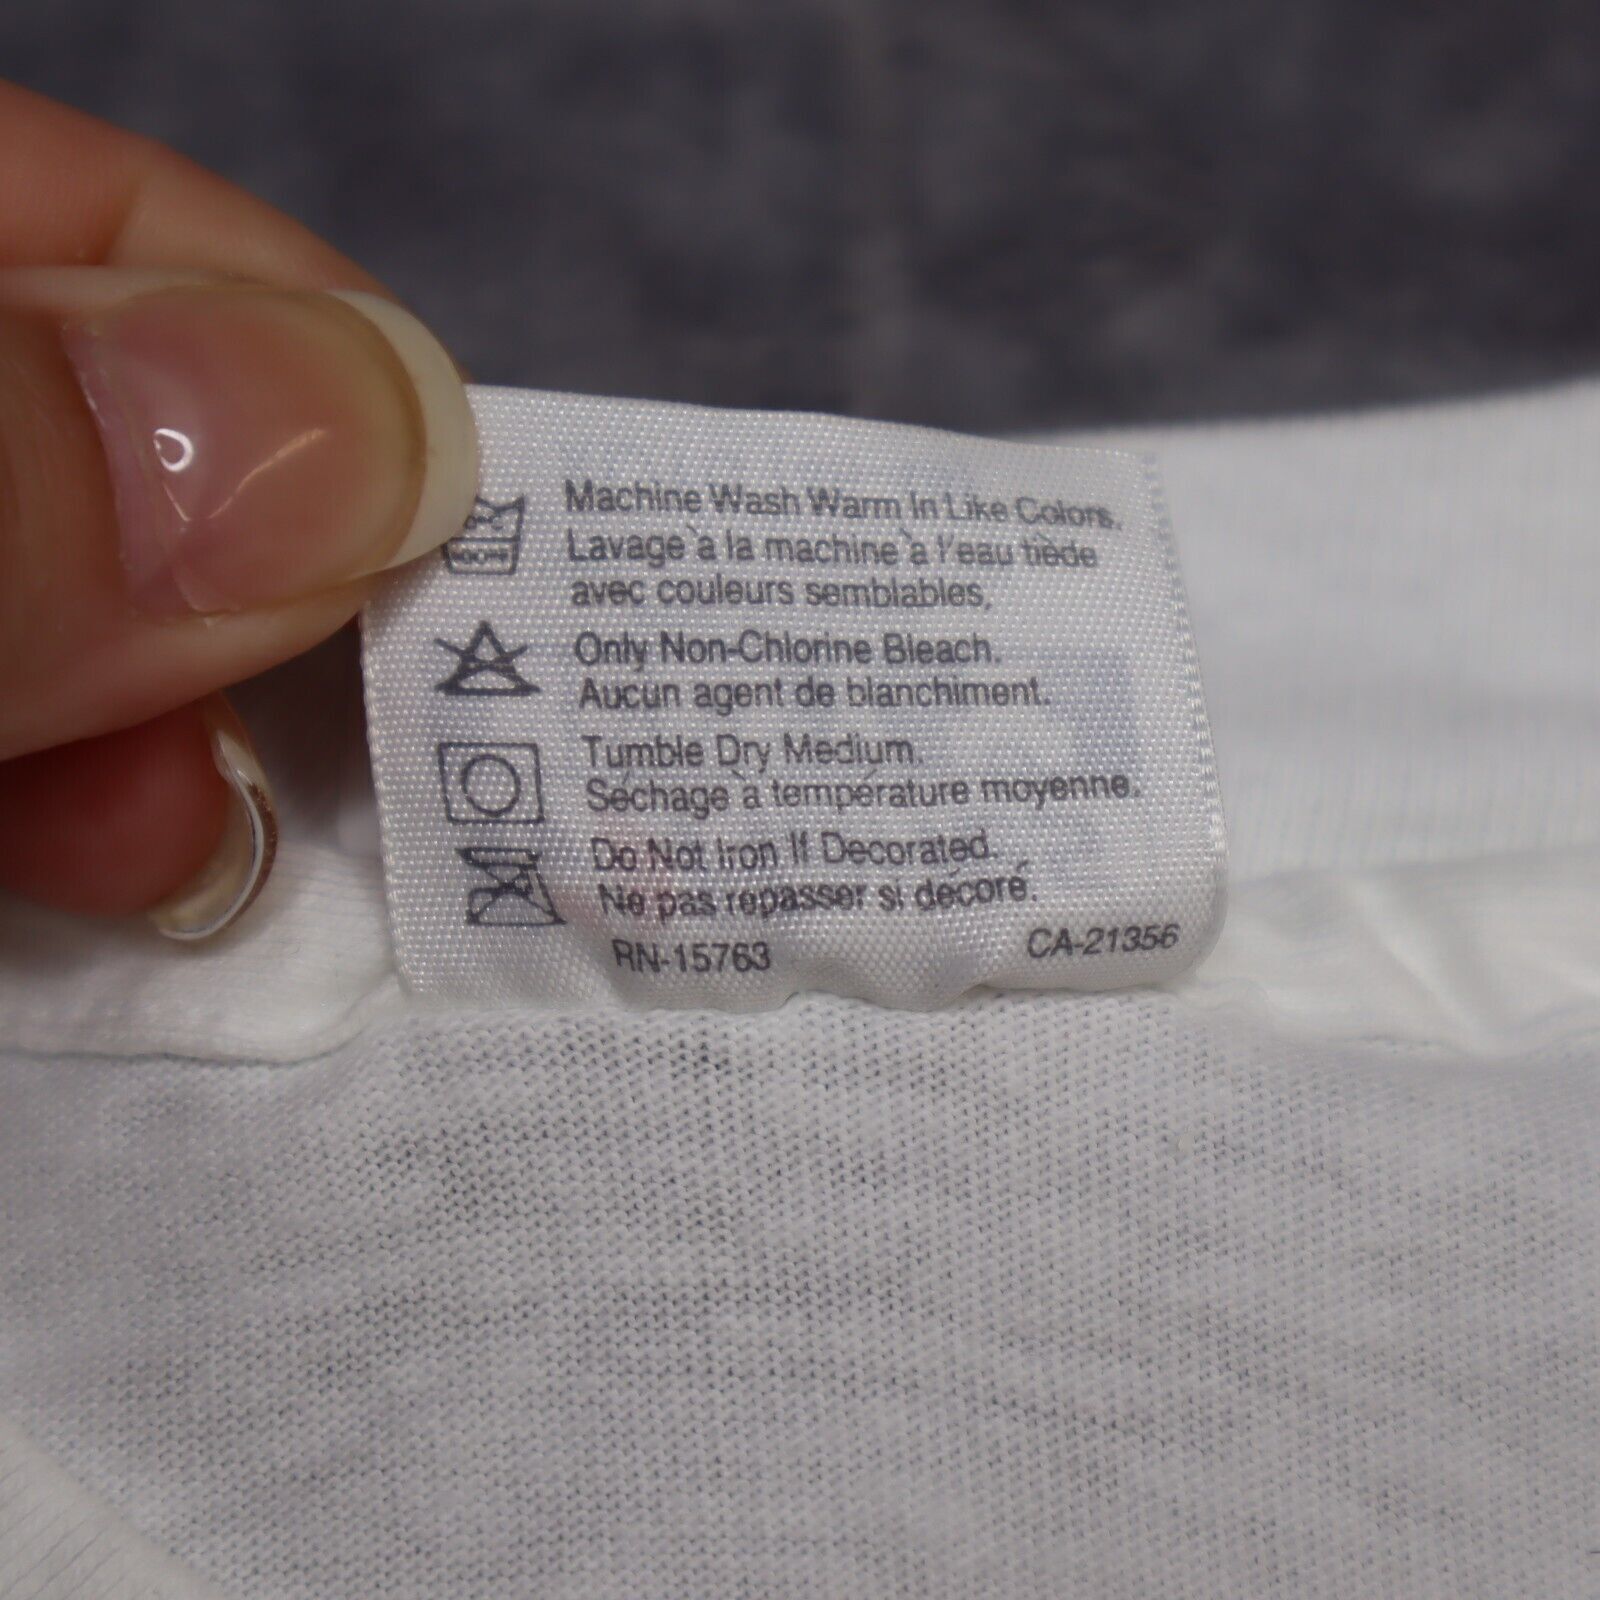 Machine Wash Warm In Like Colors.
Lavage à la machine à l'eau tiède
avec couleurs semblables,
Only Non-Chlorine Bleach.
Aucun agent de blanchiment.
Tumble Dry Medium.
Séchage à température moyenne.
Do Not Iron If Decorated.
Ne pas repasser si décoré.
RN-15763 CA-21356